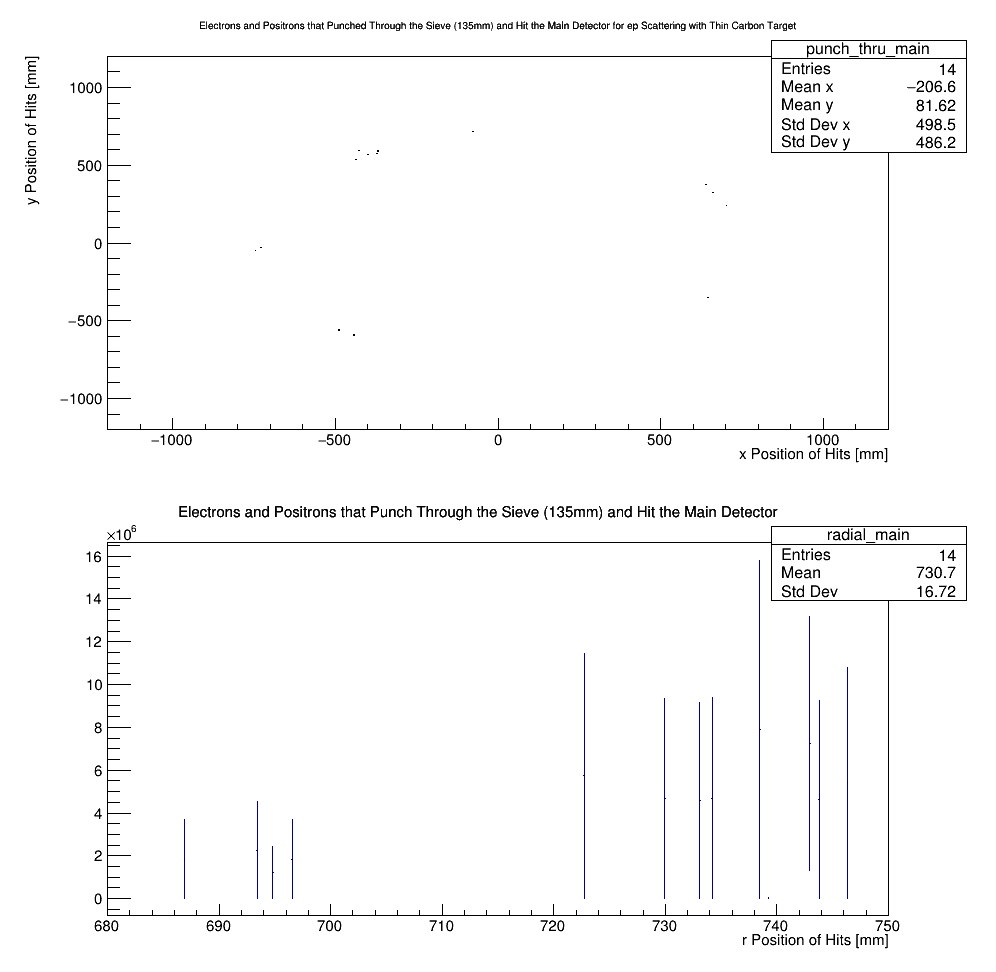 Electrons and Positrons that Punched Through the Sieve (135mm) and Hit the Main Detector for ep Scattering with Thin Carbon Target
punch_thru_main
Entries 14
Mean x −206.6
Mean y 81.62
Std Dev x 498.5
Std Dev y 486.2
y Position of Hits [mm]
1000
500
0
−500
−1000
−1000 −500 0 500 1000
x Position of Hits [mm]
Electrons and Positrons that Punch Through the Sieve (135mm) and Hit the Main Detector
×10⁶
radial_main
Entries 14
Mean 730.7
Std Dev 16.72
16
14
12
10
8
6
4
2
0
680 690 700 710 720 730 740 750
r Position of Hits [mm]